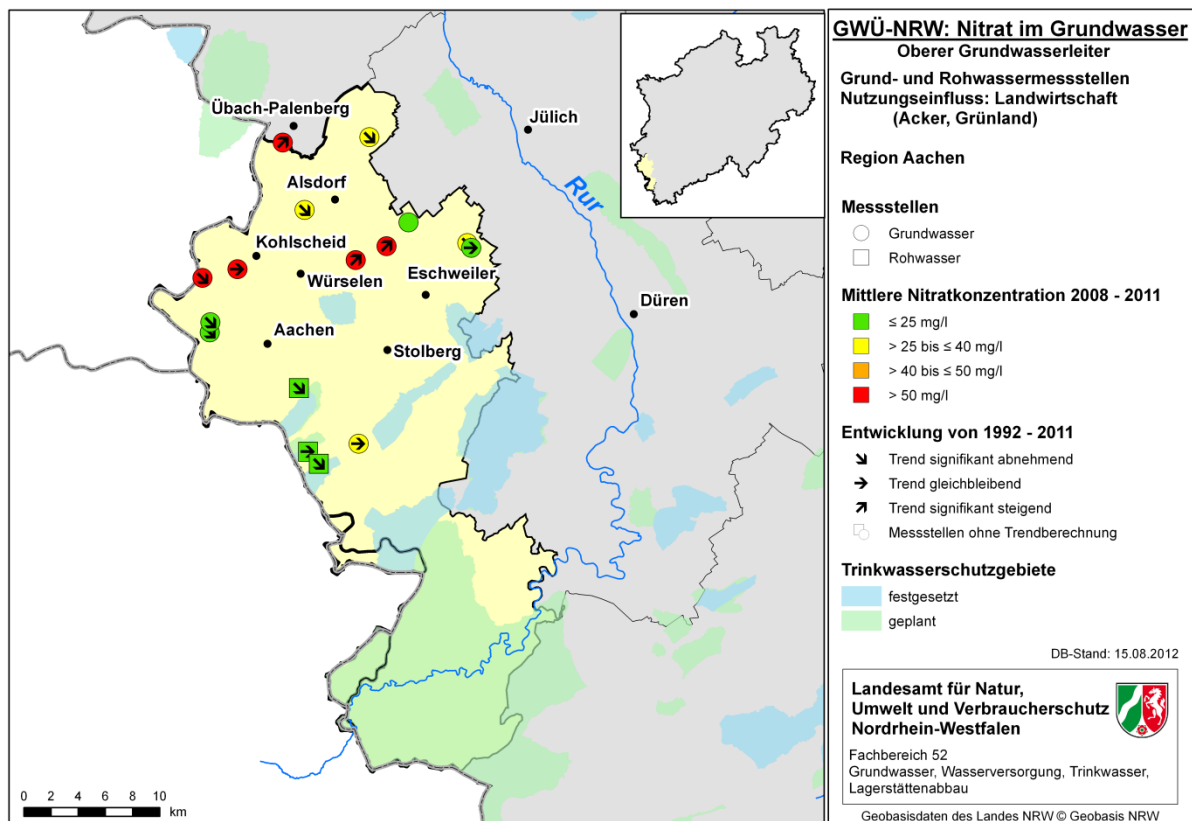 Übach-Palenberg
Jülich
Alsdorf
Rur
Kohlscheid
Würselen
Eschweiler
Düren
Aachen
Stolberg
0 2 4 6 8 10
km
GWÜ-NRW: Nitrat im Grundwasser
Oberer Grundwasserleiter
Grund- und Rohwassermessstellen
Nutzungseinfluss: Landwirtschaft
(Acker, Grünland)
Region Aachen
Messstellen
Grundwasser
Rohwasser
Mittlere Nitratkonzentration 2008 - 2011
≤ 25 mg/l
> 25 bis ≤ 40 mg/l
> 40 bis ≤ 50 mg/l
> 50 mg/l
Entwicklung von 1992 - 2011
Trend signifikant abnehmend
Trend gleichbleibend
Trend signifikant steigend
Messstellen ohne Trendberechnung
Trinkwasserschutzgebiete
festgesetzt
geplant
DB-Stand: 15.08.2012
Landesamt für Natur,
Umwelt und Verbraucherschutz
Nordrhein-Westfalen
Fachbereich 52
Grundwasser, Wasserversorgung, Trinkwasser,
Lagerstättenabbau
Geobasisdaten des Landes NRW © Geobasis NRW